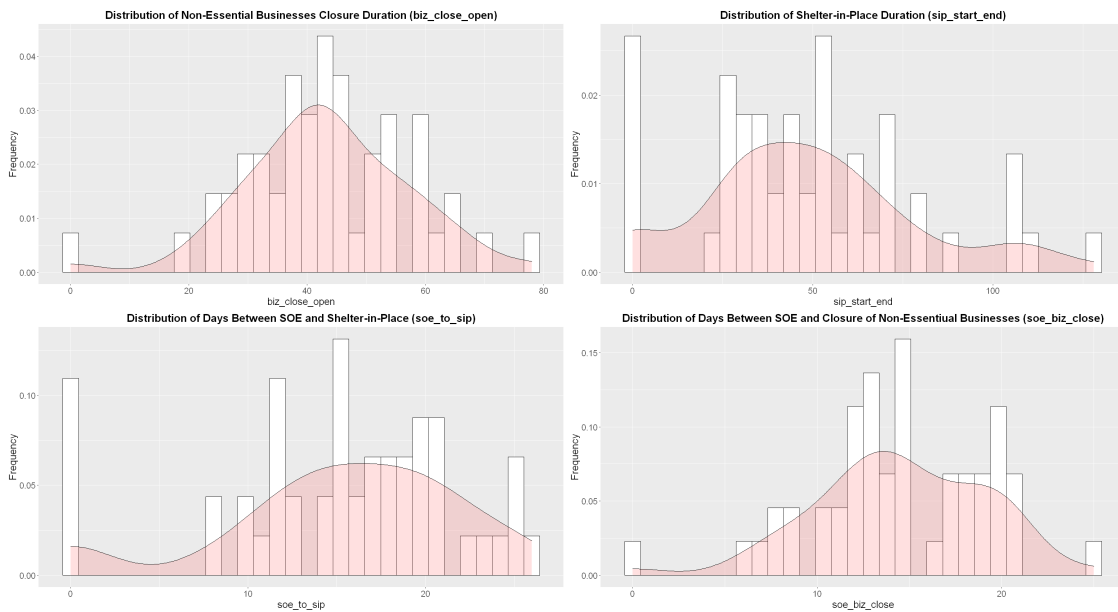 Distribution of Non-Essential Businesses Closure Duration (biz_close_open)
Frequency
0.04
0.03
0.02
0.01
0.00
0 20 40 60 80
biz_close_open
Distribution of Shelter-in-Place Duration (sip_start_end)
Frequency
0.02
0.01
0.00
0 50 100
sip_start_end
Distribution of Days Between SOE and Shelter-in-Place (soe_to_sip)
Frequency
0.10
0.05
0.00
0 10 20
soe_to_sip
Distribution of Days Between SOE and Closure of Non-Essentiual Businesses (soe_biz_close)
Frequency
0.15
0.10
0.05
0.00
0 10 20
soe_biz_close